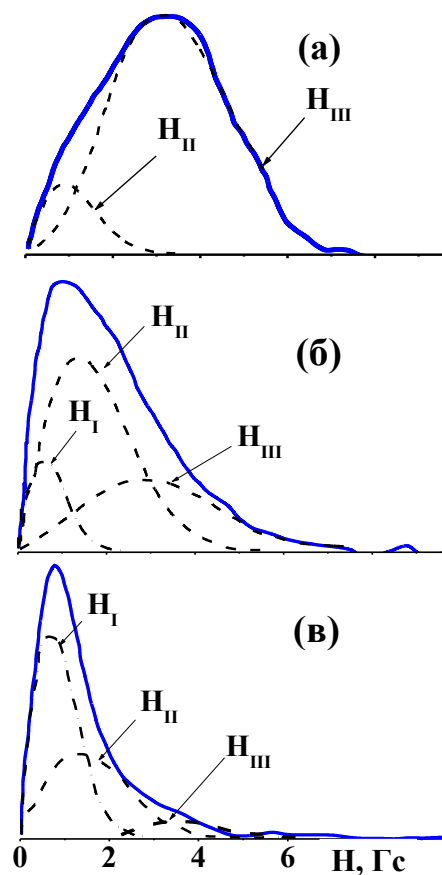 (а)
H_III
H_II
H_II
(б)
H_I
H_III
H_I
(в)
H_II
H_III
0 2 4 6 H, Гс